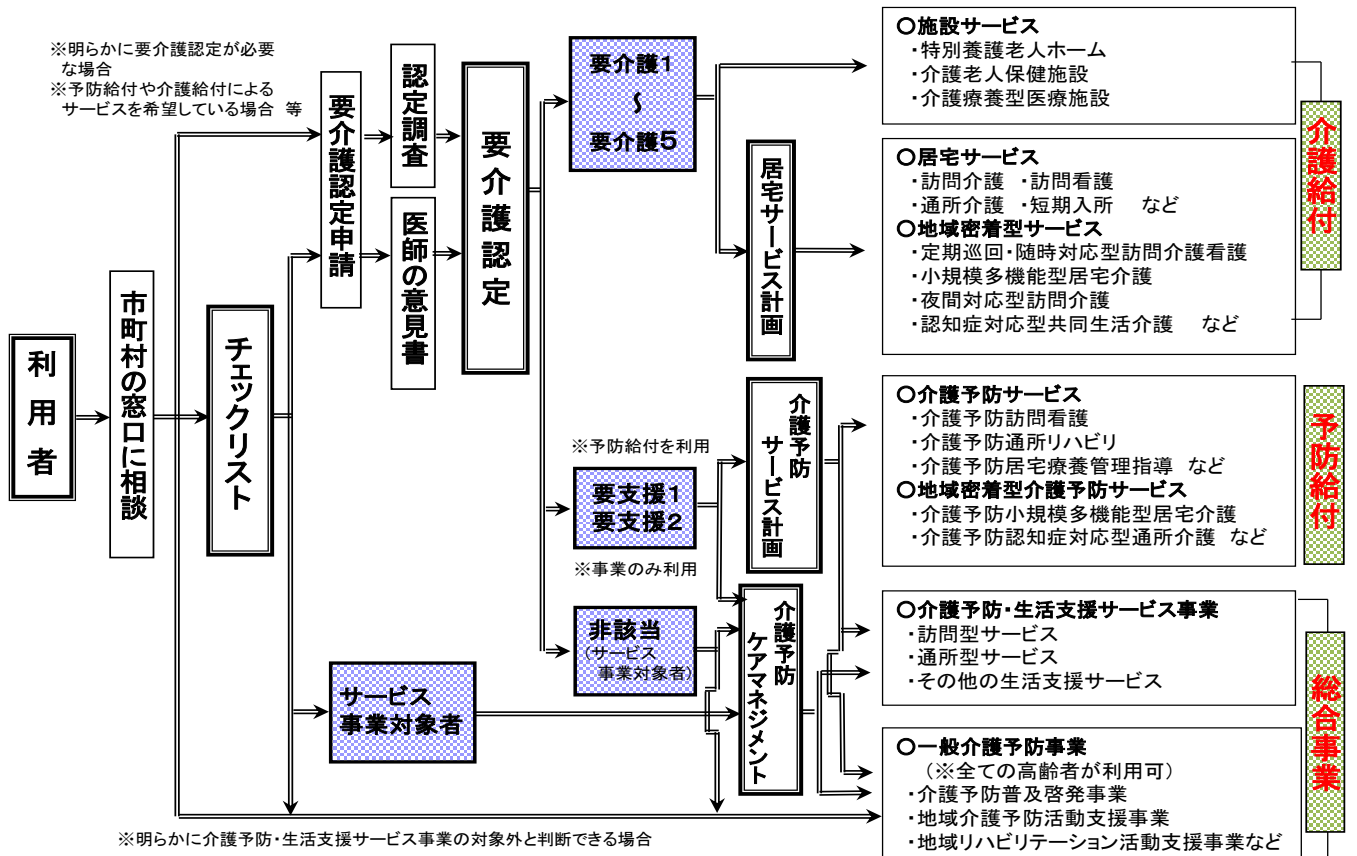 ※明らかに要介護認定が必要
な場合
※予防給付や介護給付による
サービスを希望している場合 等
利用者
市町村の窓口に相談
チェックリスト
要介護認定申請
認定調査
医師の意見書
要介護認定
要介護1
∫
要介護5
※予防給付を利用
要支援1
要支援2
※事業のみ利用
非該当
(サービス
事業対象者)
サービス
事業対象者
居宅サービス計画
介護予防
サービス計画
介護予防
ケアマネジメント
○施設サービス
・特別養護老人ホーム
・介護老人保健施設
・介護療養型医療施設
○居宅サービス
・訪問介護 ・訪問看護
・通所介護 ・短期入所 など
○地域密着型サービス
・定期巡回・随時対応型訪問介護看護
・小規模多機能型居宅介護
・夜間対応型訪問介護
・認知症対応型共同生活介護 など
介護給付
○介護予防サービス
・介護予防訪問看護
・介護予防通所リハビリ
・介護予防居宅療養管理指導 など
○地域密着型介護予防サービス
・介護予防小規模多機能型居宅介護
・介護予防認知症対応型通所介護 など
予防給付
○介護予防・生活支援サービス事業
・訪問型サービス
・通所型サービス
・その他の生活支援サービス
○一般介護予防事業
(※全ての高齢者が利用可)
・介護予防普及啓発事業
・地域介護予防活動支援事業
・地域リハビリテーション活動支援事業など
総合事業
※明らかに介護予防・生活支援サービス事業の対象外と判断できる場合